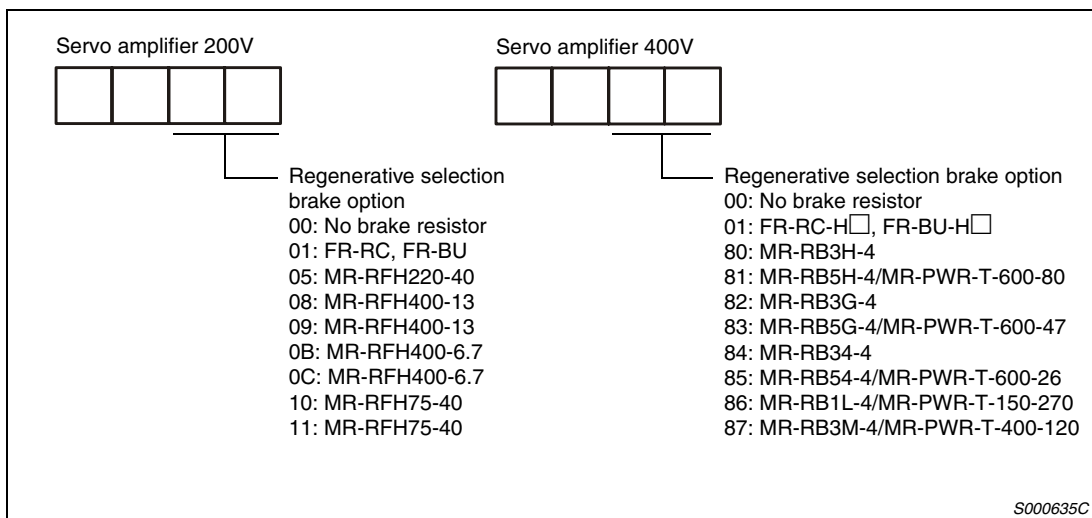 Servo amplifier 200V
Regenerative selection
brake option
00: No brake resistor
01: FR-RC, FR-BU
05: MR-RFH220-40
08: MR-RFH400-13
09: MR-RFH400-13
0B: MR-RFH400-6.7
0C: MR-RFH400-6.7
10: MR-RFH75-40
11: MR-RFH75-40
Servo amplifier 400V
Regenerative selection brake option
00: No brake resistor
01: FR-RC-H□, FR-BU-H□
80: MR-RB3H-4
81: MR-RB5H-4/MR-PWR-T-600-80
82: MR-RB3G-4
83: MR-RB5G-4/MR-PWR-T-600-47
84: MR-RB34-4
85: MR-RB54-4/MR-PWR-T-600-26
86: MR-RB1L-4/MR-PWR-T-150-270
87: MR-RB3M-4/MR-PWR-T-400-120
S000635C